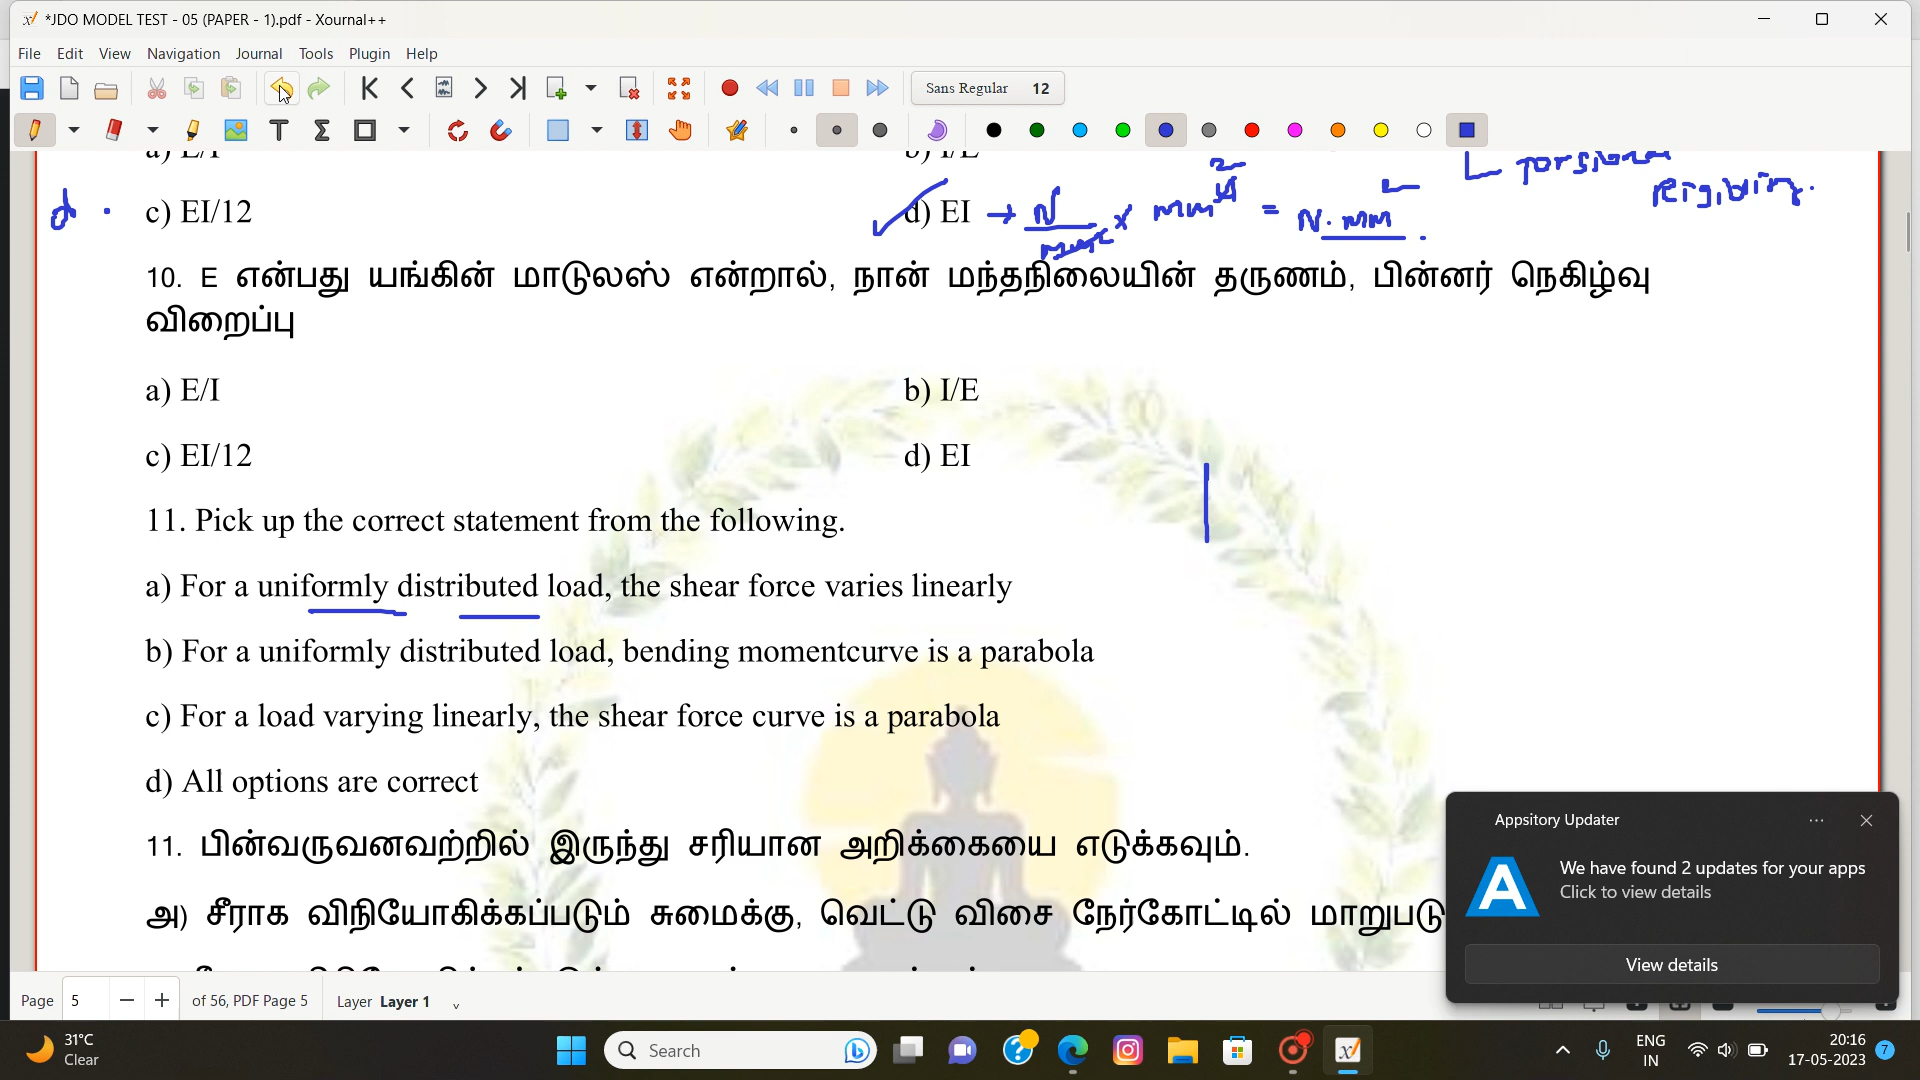 *JDO MODEL TEST - 05 (PAPER - 1).pdf - Xournal++
File Edit View Navigation Journal Tools Plugin Help
Sans Regular 12
a) E/I b) I/E
d. c) EI/12 d) EI → N/mm² × mm⁴ = N.mm²
10. E என்பது யங்கின் மாடுலஸ் என்றால், நான் மந்தநிலையின் தருணம், பின்னர் நெகிழ்வு
விறைப்பு
a) E/I b) I/E
c) EI/12 d) EI
11. Pick up the correct statement from the following.
a) For a uniformly distributed load, the shear force varies linearly
b) For a uniformly distributed load, bending momentcurve is a parabola
c) For a load varying linearly, the shear force curve is a parabola
d) All options are correct
11. பின்வருவனவற்றில் இருந்து சரியான அறிக்கையை எடுக்கவும்.
அ) சீராக விநியோகிக்கப்படும் சுமைக்கு, வெட்டு விசை நேர்கோட்டில் மாறுபடு
Appsitory Updater
We have found 2 updates for your apps
Click to view details
View details
Page 5 of 56, PDF Page 5 Layer Layer 1
31°C
Clear
Search
ENG
IN
20:16
17-05-2023
7